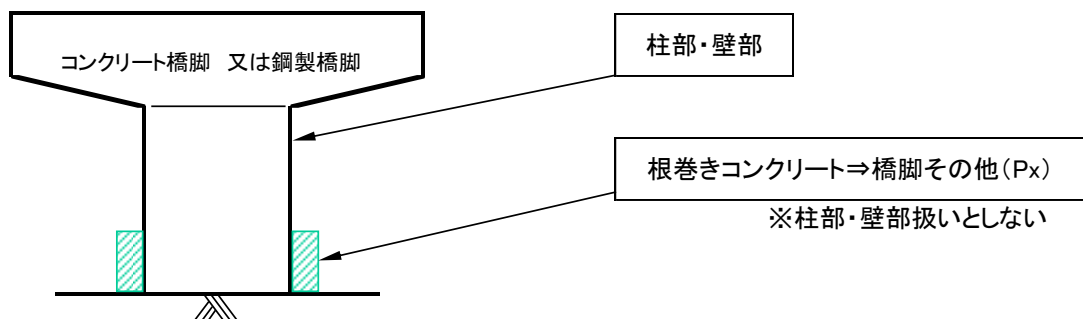 コンクリート橋脚　又は鋼製橋脚
柱部・壁部
根巻きコンクリート⇒橋脚その他(Px)
※柱部・壁部扱いとしない